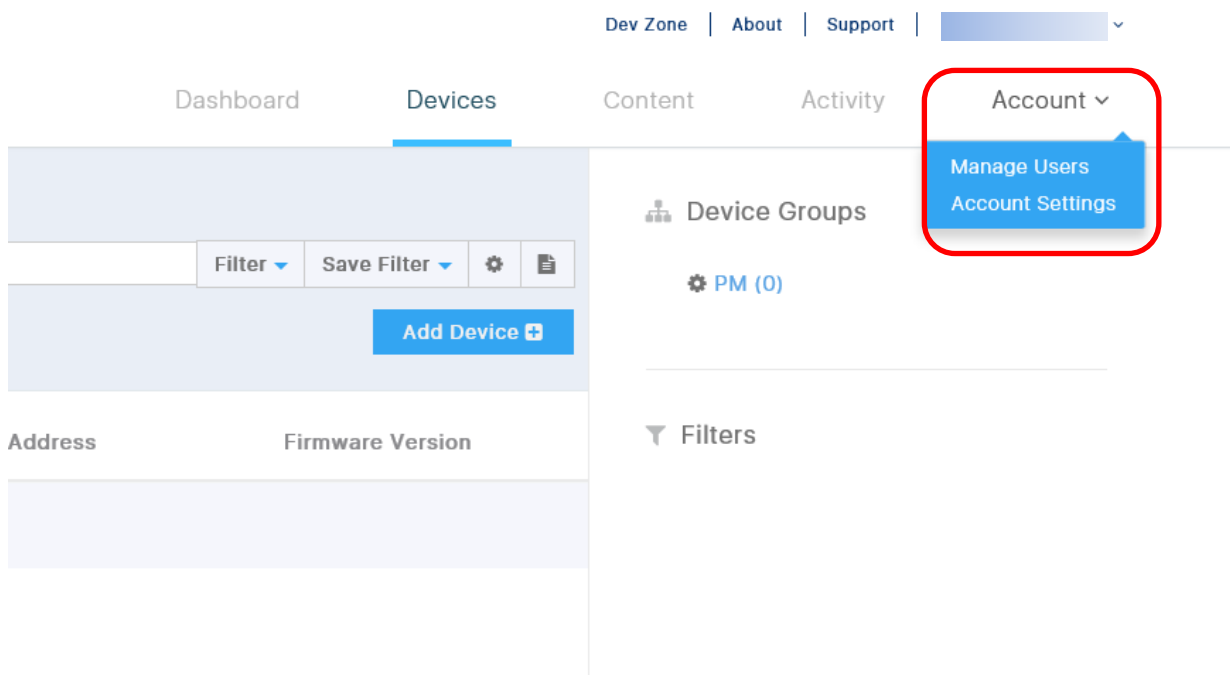 Dev Zone About Support
Dashboard Devices Content Activity Account
Manage Users
Account Settings
Device Groups
PM (0)
Filter Save Filter
Add Device
Address Firmware Version
Filters